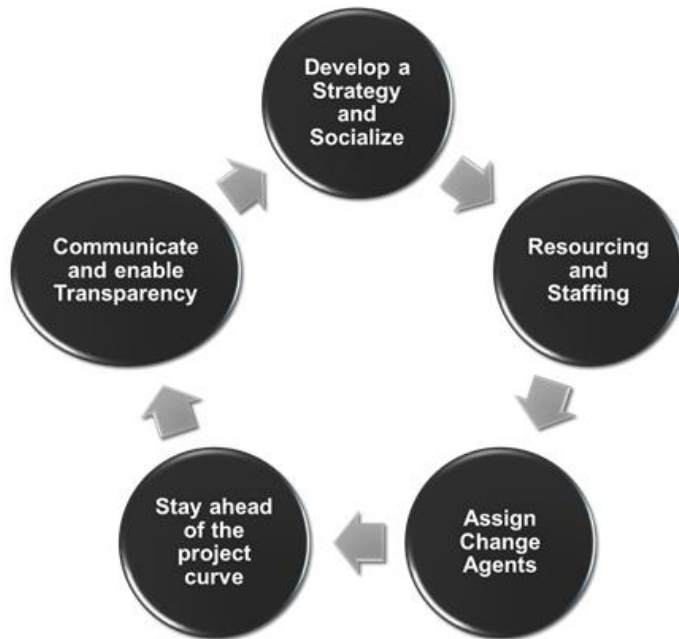 Develop a
Strategy
and
Socialize
Resourcing
and
Staffing
Assign
Change
Agents
Stay ahead
of the
project
curve
Communicate
and enable
Transparency